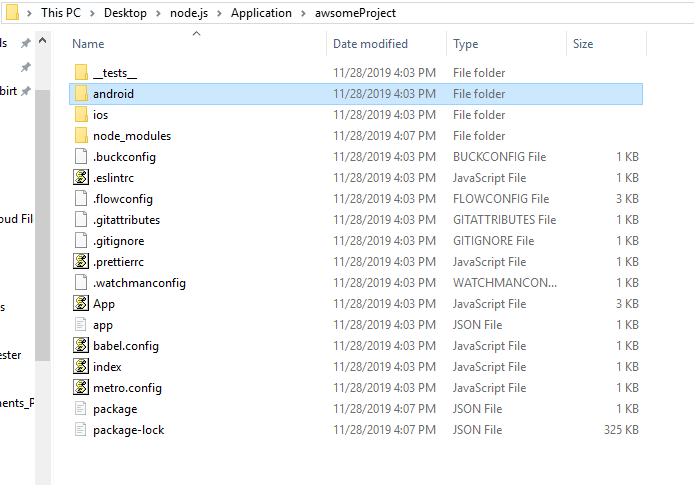 This PC > Desktop > node.js > Application > awsomeProject
Name Date modified Type Size
__tests__ 11/28/2019 4:03 PM File folder
android 11/28/2019 4:03 PM File folder
ios 11/28/2019 4:03 PM File folder
node_modules 11/28/2019 4:07 PM File folder
.buckconfig 11/28/2019 4:03 PM BUCKCONFIG File 1 KB
.eslintrc 11/28/2019 4:03 PM JavaScript File 1 KB
.flowconfig 11/28/2019 4:03 PM FLOWCONFIG File 3 KB
.gitattributes 11/28/2019 4:03 PM GITATTRIBUTES File 1 KB
.gitignore 11/28/2019 4:03 PM GITIGNORE File 1 KB
.prettierrc 11/28/2019 4:03 PM JavaScript File 1 KB
.watchmanconfig 11/28/2019 4:03 PM WATCHMANCON... 1 KB
App 11/28/2019 4:03 PM JavaScript File 3 KB
app 11/28/2019 4:03 PM JSON File 1 KB
babel.config 11/28/2019 4:03 PM JavaScript File 1 KB
index 11/28/2019 4:03 PM JavaScript File 1 KB
metro.config 11/28/2019 4:03 PM JavaScript File 1 KB
package 11/28/2019 4:07 PM JSON File 1 KB
package-lock 11/28/2019 4:07 PM JSON File 325 KB
ls
birt
oud Fil
s
ester
nents_P